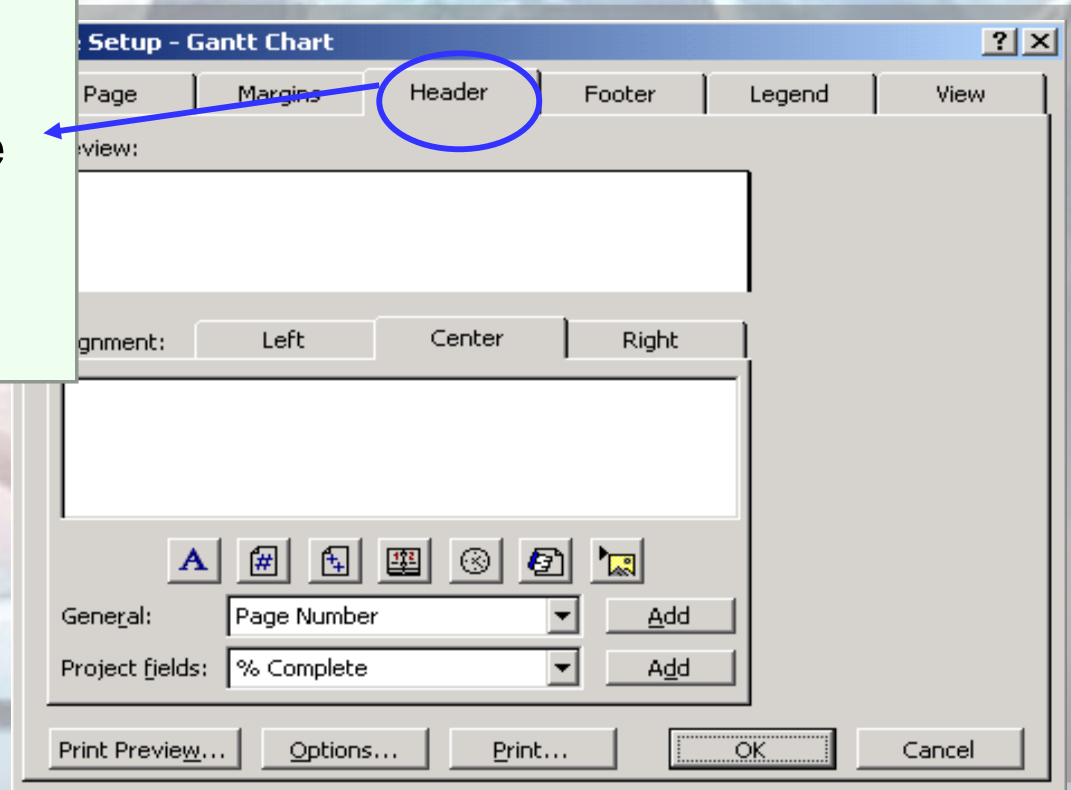 Setup - Gantt Chart
Page Margins Header Footer Legend View
e
view:
gnment: Left Center Right
A
General: Page Number Add
Project fields: % Complete Add
Print Preview... Options... Print... OK Cancel